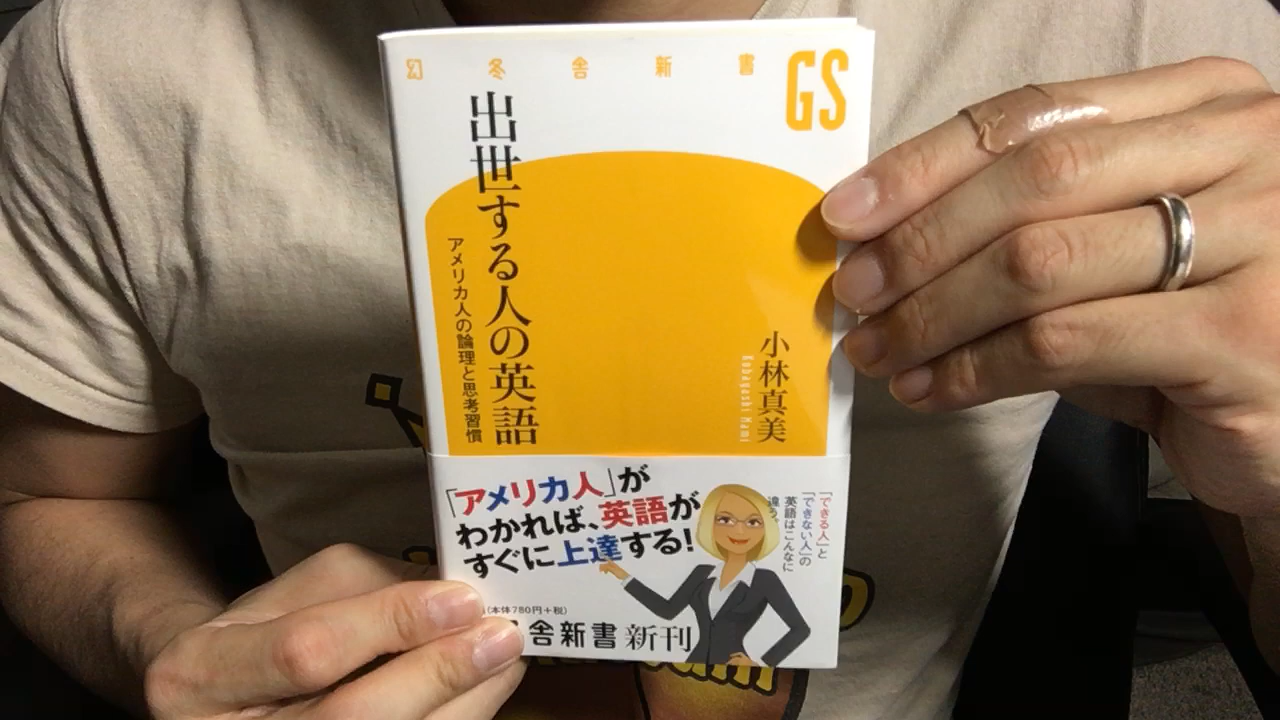 幻冬舎新書
GS
出世する人の英語
アメリカ人の論理と思考習慣
小林真美
Kobayashi Mami
「アメリカ人」が
わかれば、英語が
すぐに上達する!
「できる人」と
「できない人」の
英語はこんなに
違う。
(本体780円+税)
舎新書 新刊